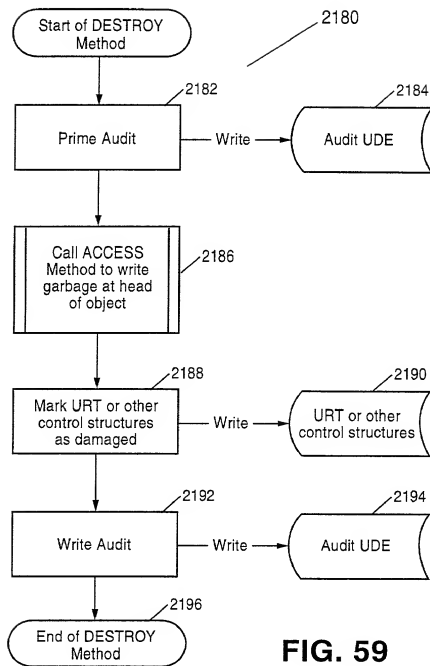 Start of DESTROY
Method
2180
2182
Prime Audit
Write
2184
Audit UDE
Call ACCESS
Method to write
garbage at head
of object
2186
2188
Mark URT or other
control structures
as damaged
Write
2190
URT or other
control structures
2192
Write Audit
Write
2194
Audit UDE
2196
End of DESTROY
Method
FIG. 59